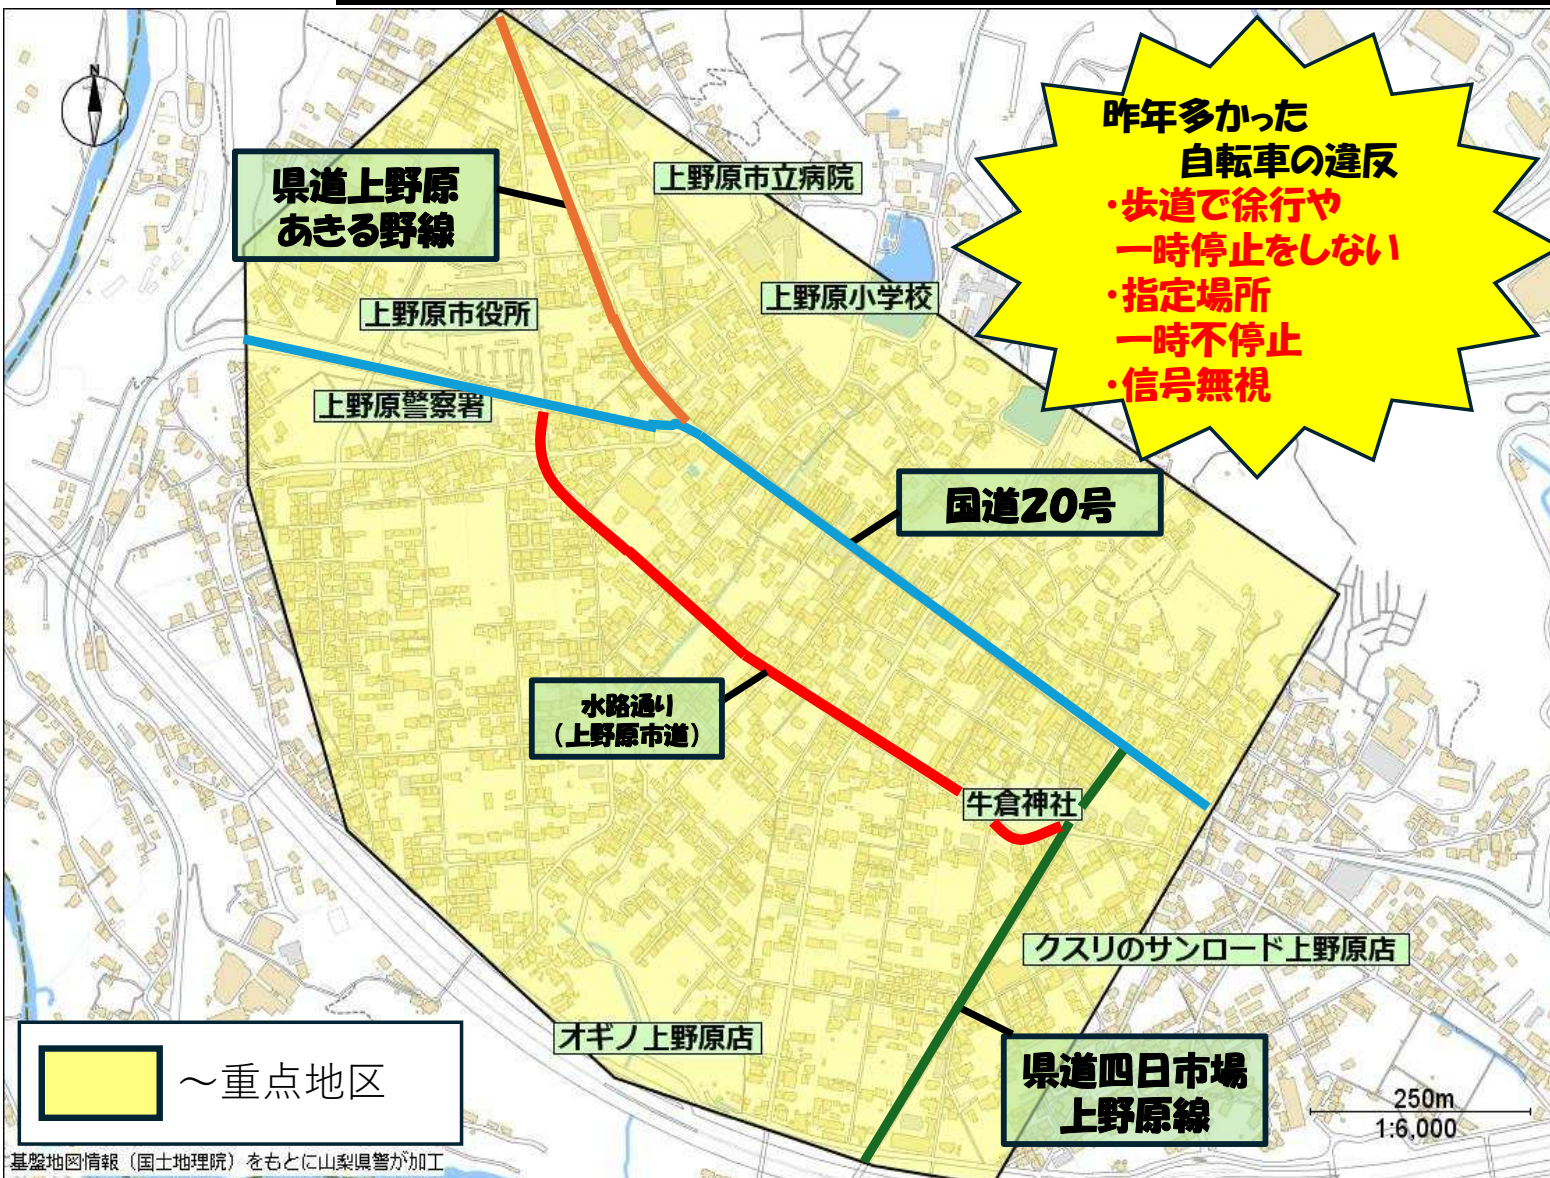 N
昨年多かった
自転車の違反
・歩道で徐行や
一時停止をしない
・指定場所
一時不停止
・信号無視
県道上野原
あきる野線
上野原市立病院
上野原小学校
上野原市役所
上野原警察署
国道20号
水路通り
（上野原市道）
牛倉神社
クスリのサンロード上野原店
オギノ上野原店
県道四日市場
上野原線
～重点地区
250m
1:6,000
基盤地図情報（国土地理院）をもとに山梨県警が加工